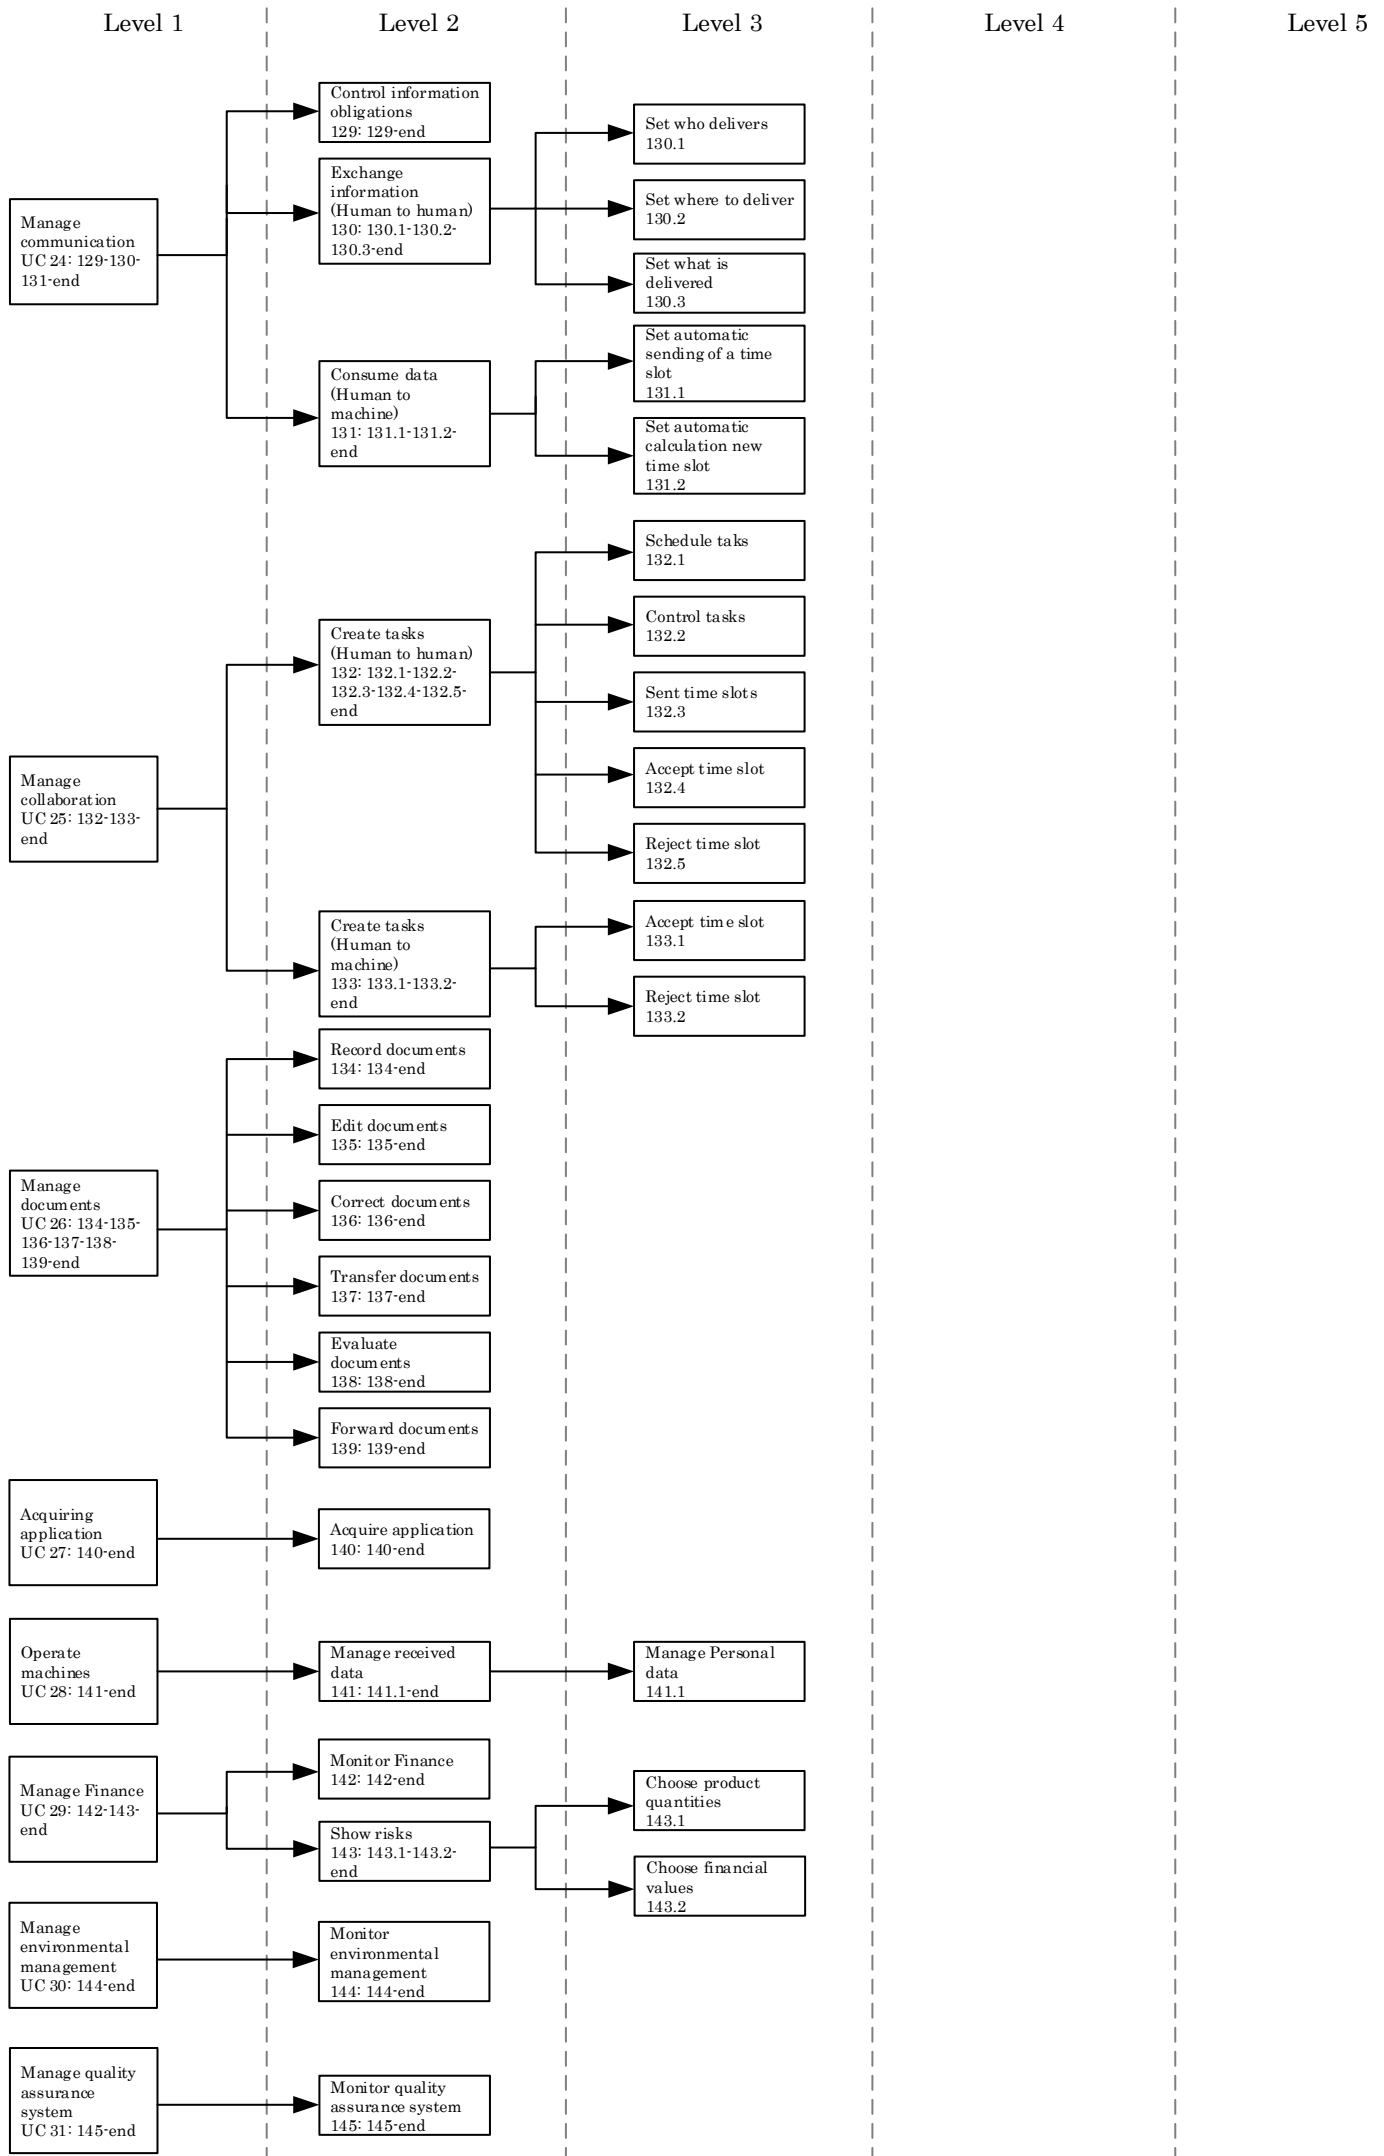 Level 1
Level 2
Level 3
Level 4
Level 5
Manage
communication
UC 24: 129-130-
131-end
Control information
obligations
129: 129-end
Exchange
information
(Human to human)
130: 130.1-130.2-
130.3-end
Set who delivers
130.1
Set where to deliver
130.2
Set what is
delivered
130.3
Consume data
(Human to
machine)
131: 131.1-131.2-
end
Set automatic
sending of a time
slot
131.1
Set automatic
calculation new
time slot
131.2
Manage
collaboration
UC 25: 132-133-
end
Create tasks
(Human to human)
132: 132.1-132.2-
132.3-132.4-132.5-
end
Schedule taks
132.1
Control tasks
132.2
Sent time slots
132.3
Accept time slot
132.4
Reject time slot
132.5
Create tasks
(Human to
machine)
133: 133.1-133.2-
end
Accept time slot
133.1
Reject time slot
133.2
Manage
documents
UC 26: 134-135-
136-137-138-
139-end
Record documents
134: 134-end
Edit documents
135: 135-end
Correct documents
136: 136-end
Transfer documents
137: 137-end
Evaluate
documents
138: 138-end
Forward documents
139: 139-end
Acquiring
application
UC 27: 140-end
Acquire application
140: 140-end
Operate
machines
UC 28: 141-end
Manage received
data
141: 141.1-end
Manage Personal
data
141.1
Manage Finance
UC 29: 142-143-
end
Monitor Finance
142: 142-end
Show risks
143: 143.1-143.2-
end
Choose product
quantities
143.1
Choose financial
values
143.2
Manage
environmental
management
UC 30: 144-end
Monitor
environmental
management
144: 144-end
Manage quality
assurance
system
UC 31: 145-end
Monitor quality
assurance system
145: 145-end